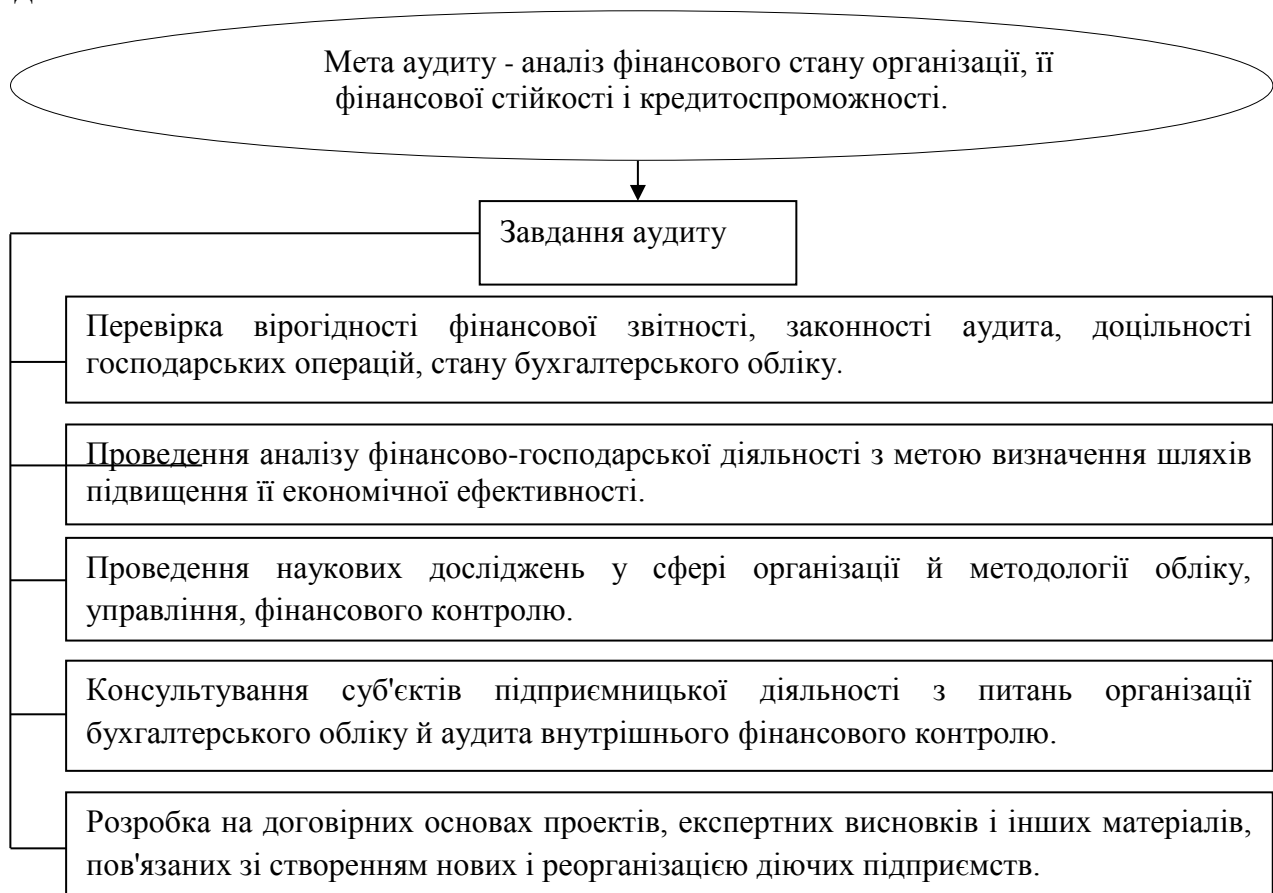 Мета аудиту - аналіз фінансового стану організації, її
фінансової стійкості і кредитоспроможності.
Завдання аудиту
Перевірка вірогідності фінансової звітності, законності аудита, доцільності
господарських операцій, стану бухгалтерського обліку.
Проведення аналізу фінансово-господарської діяльності з метою визначення шляхів
підвищення її економічної ефективності.
Проведення наукових досліджень у сфері організації й методології обліку,
управління, фінансового контролю.
Консультування суб'єктів підприємницької діяльності з питань організації
бухгалтерського обліку й аудита внутрішнього фінансового контролю.
Розробка на договірних основах проектів, експертних висновків і інших матеріалів,
пов'язаних зі створенням нових і реорганізацією діючих підприємств.